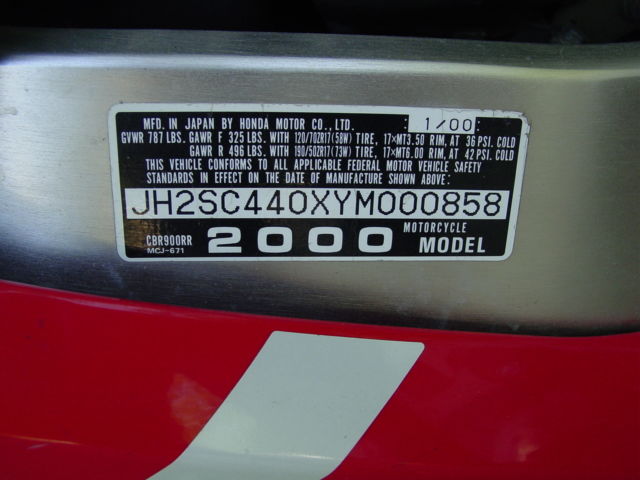 MFD. IN JAPAN BY HONDA MOTOR CO., LTD. 1/00
GVWR 787 LBS. GAWR F 325 LBS. WITH 120/70ZR17(58W) TIRE, 17×MT3.50 RIM, AT 36 PSI. COLD
GAWR R 496 LBS. WITH 190/50ZR17(73W) TIRE, 17×MT6.00 RIM, AT 42 PSI. COLD
THIS VEHICLE CONFORMS TO ALL APPLICABLE FEDERAL MOTOR VEHICLE SAFETY
STANDARDS IN EFFECT ON THE DATE OF MANUFACTURE SHOWN ABOVE.
JH2SC440XYM000858
CBR900RR 2000 MOTORCYCLE
MCJ-671 MODEL